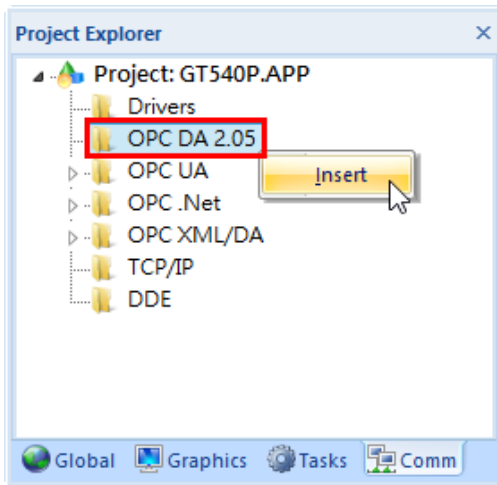 Project Explorer
Project: GT540P.APP
Drivers
OPC DA 2.05
OPC UA
Insert
OPC .Net
OPC XML/DA
TCP/IP
DDE
Global Graphics Tasks Comm